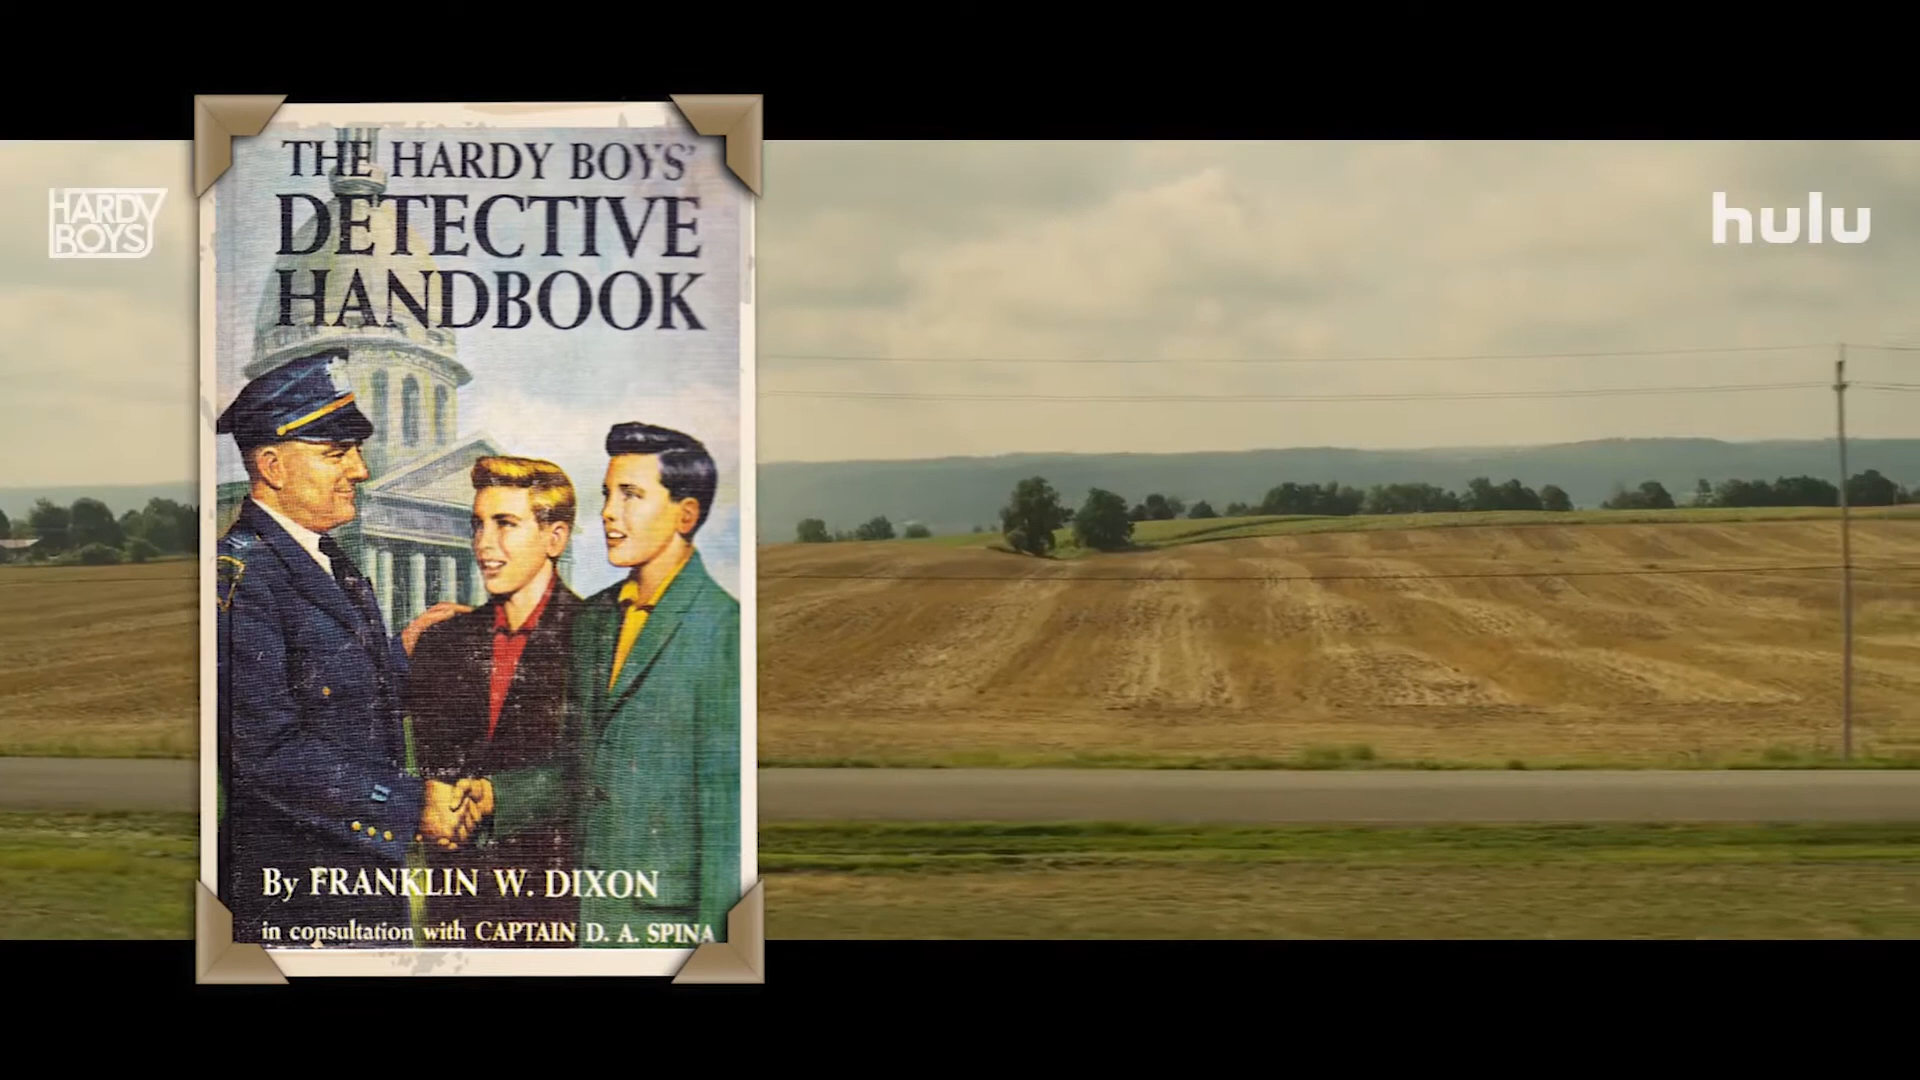 HARDY
BOYS
hulu
THE HARDY BOYS'
DETECTIVE
HANDBOOK
By FRANKLIN W. DIXON
in consultation with CAPTAIN D. A. SPINA